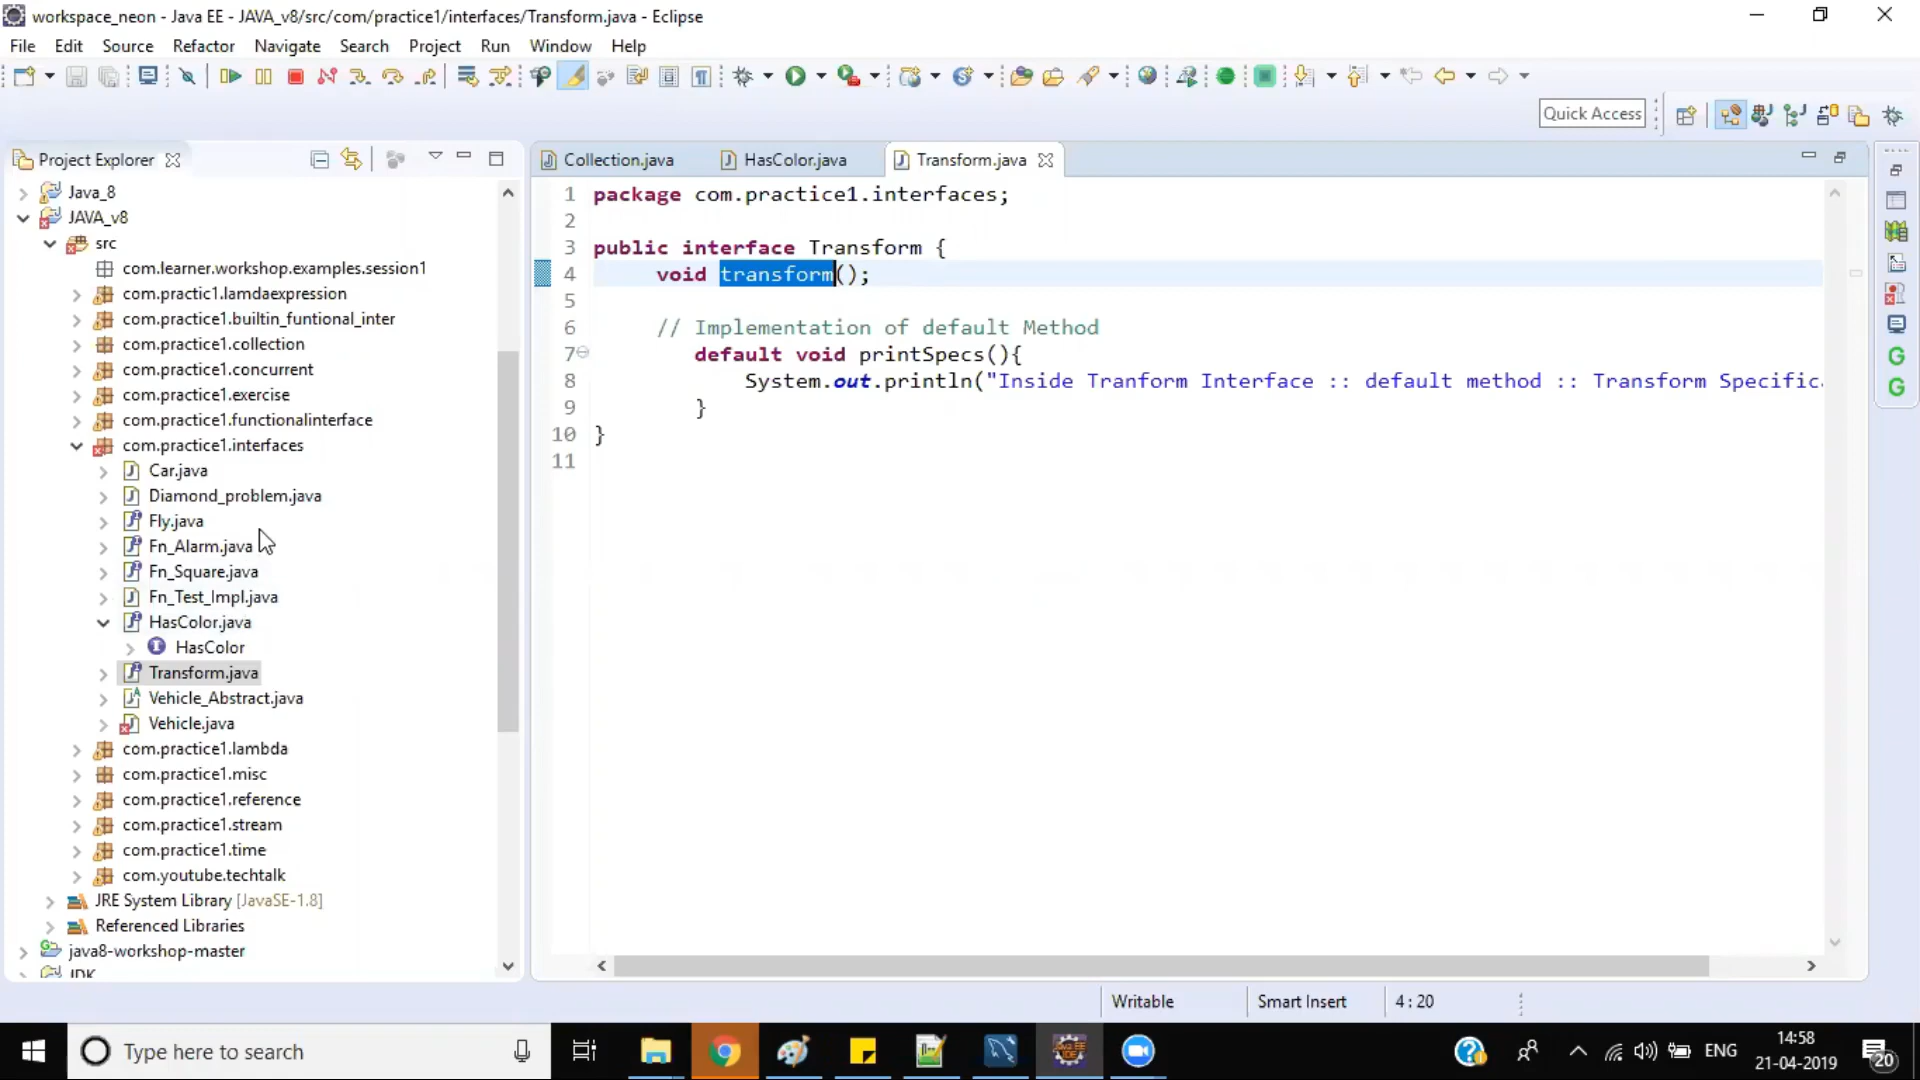 workspace_neon - Java EE - JAVA_v8/src/com/practice1/interfaces/Transform.java - Eclipse
File Edit Source Refactor Navigate Search Project Run Window Help
Quick Access
Project Explorer
Java_8
JAVA_v8
src
com.learner.workshop.examples.session1
com.practic1.lamdaexpression
com.practice1.builtin_funtional_inter
com.practice1.collection
com.practice1.concurrent
com.practice1.exercise
com.practice1.functionalinterface
com.practice1.interfaces
Car.java
Diamond_problem.java
Fly.java
Fn_Alarm.java
Fn_Square.java
Fn_Test_Impl.java
HasColor.java
HasColor
Transform.java
Vehicle_Abstract.java
Vehicle.java
com.practice1.lambda
com.practice1.misc
com.practice1.reference
com.practice1.stream
com.practice1.time
com.youtube.techtalk
JRE System Library [JavaSE-1.8]
Referenced Libraries
java8-workshop-master
JDK
Collection.java HasColor.java Transform.java
1 package com.practice1.interfaces;
2
3 public interface Transform {
4 void transform();
5
6 // Implementation of default Method
7 default void printSpecs(){
8 System.out.println("Inside Tranform Interface :: default method :: Transform Specific
9 }
10 }
11
Writable Smart Insert 4 : 20
Type here to search
ENG
14:58
21-04-2019
20